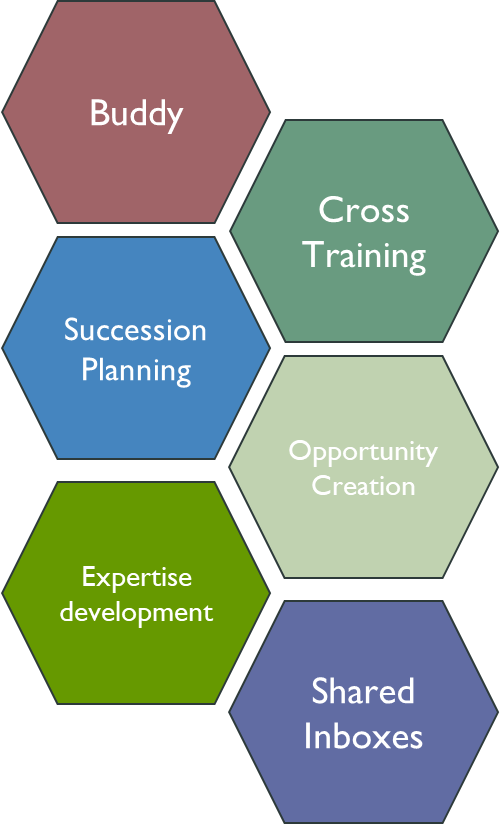 Buddy
Cross
Training
Succession
Planning
Opportunity
Creation
Expertise
development
Shared
Inboxes